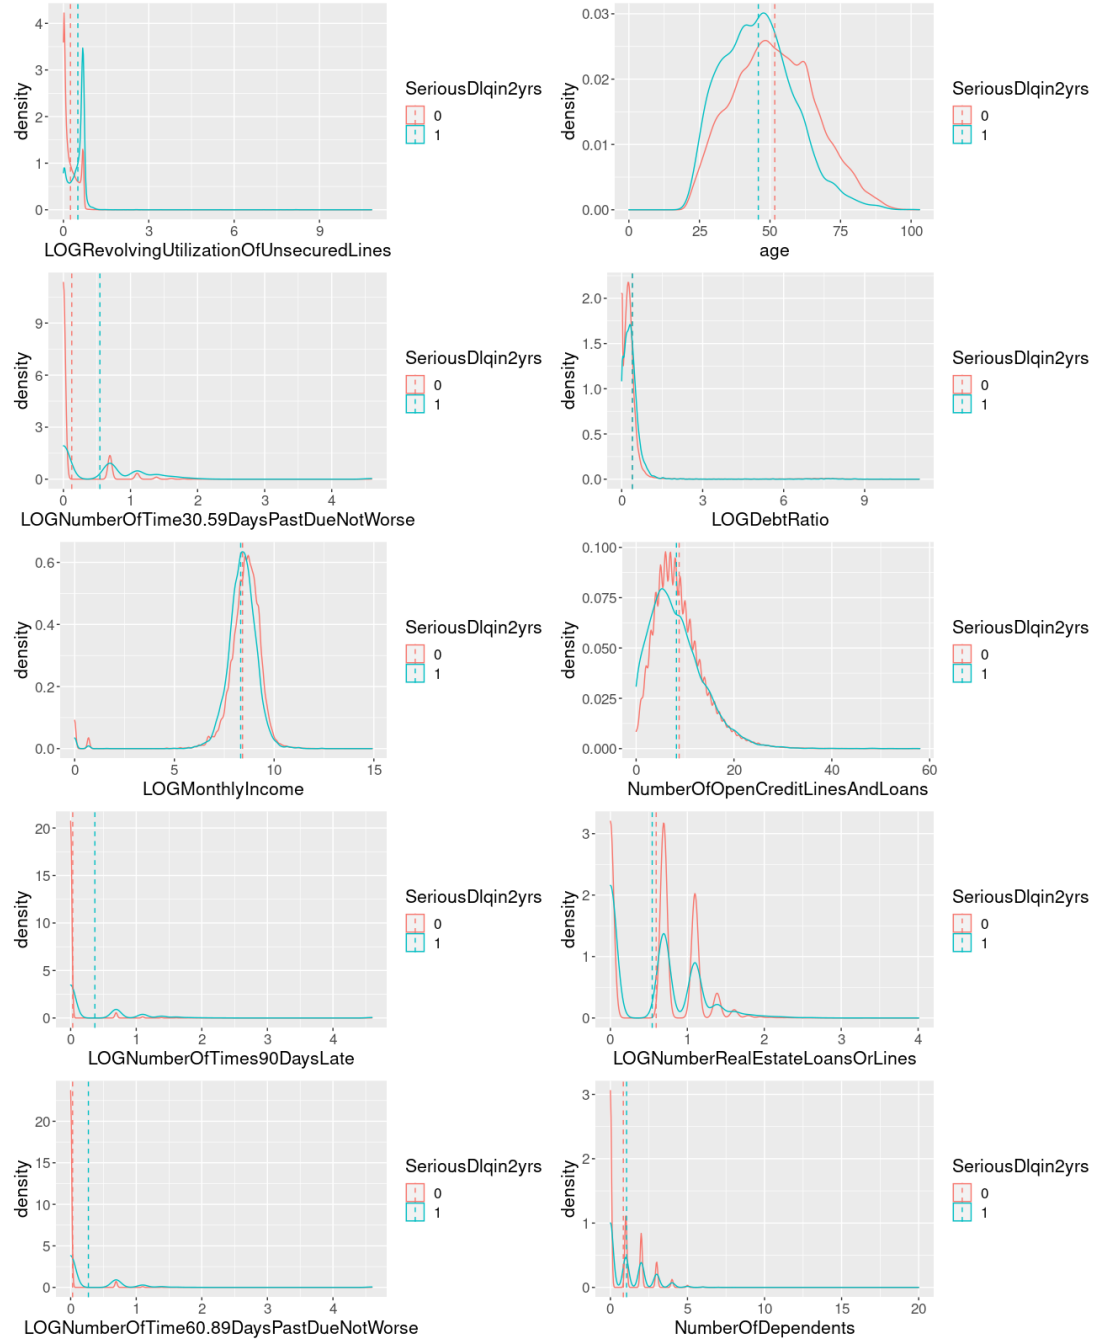 4
3
2
1
0
density
0 3 6 9
LOGRevolvingUtilizationOfUnsecuredLines
SeriousDlqin2yrs
0
1
0.03
0.02
0.01
0.00
density
0 25 50 75 100
age
SeriousDlqin2yrs
0
1
9
6
3
0
density
0 1 2 3 4
LOGNumberOfTime30.59DaysPastDueNotWorse
SeriousDlqin2yrs
0
1
2.0
1.5
1.0
0.5
0.0
density
0 3 6 9
LOGDebtRatio
SeriousDlqin2yrs
0
1
0.6
0.4
0.2
0.0
density
0 5 10 15
LOGMonthlyIncome
SeriousDlqin2yrs
0
1
0.100
0.075
0.050
0.025
0.000
density
0 20 40 60
NumberOfOpenCreditLinesAndLoans
SeriousDlqin2yrs
0
1
20
15
10
5
0
density
0 1 2 3 4
LOGNumberOfTimes90DaysLate
SeriousDlqin2yrs
0
1
3
2
1
0
density
0 1 2 3 4
LOGNumberRealEstateLoansOrLines
SeriousDlqin2yrs
0
1
20
15
10
5
0
density
0 1 2 3 4
LOGNumberOfTime60.89DaysPastDueNotWorse
SeriousDlqin2yrs
0
1
3
2
1
0
density
0 5 10 15 20
NumberOfDependents
SeriousDlqin2yrs
0
1